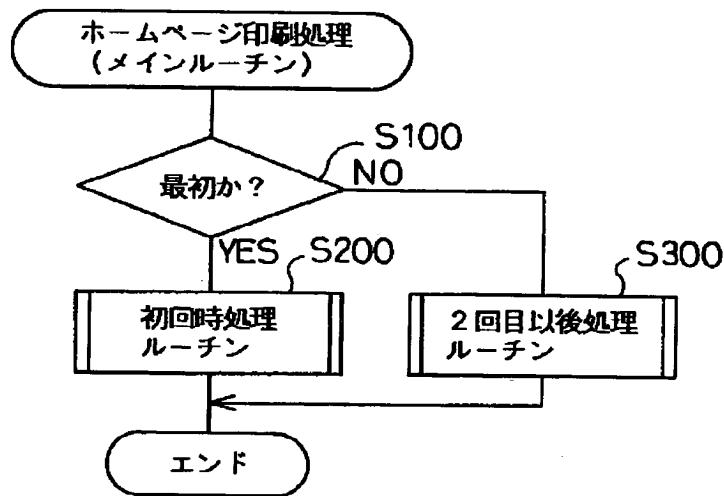 ホームページ印刷処理
(メインルーチン)
S100
最初か?
NO
YES
S200
S300
初回時処理
ルーチン
2回目以後処理
ルーチン
エンド